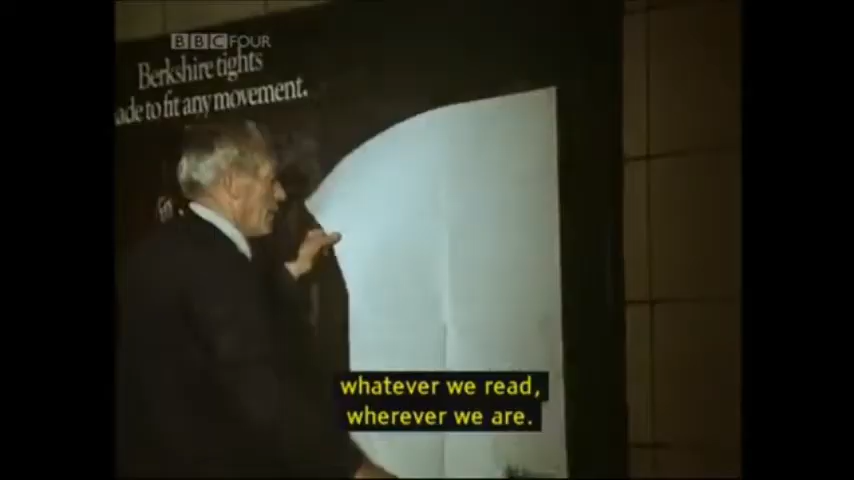 BBC FOUR
Berkshire tights
ade to fit any movement.
whatever we read,
wherever we are.